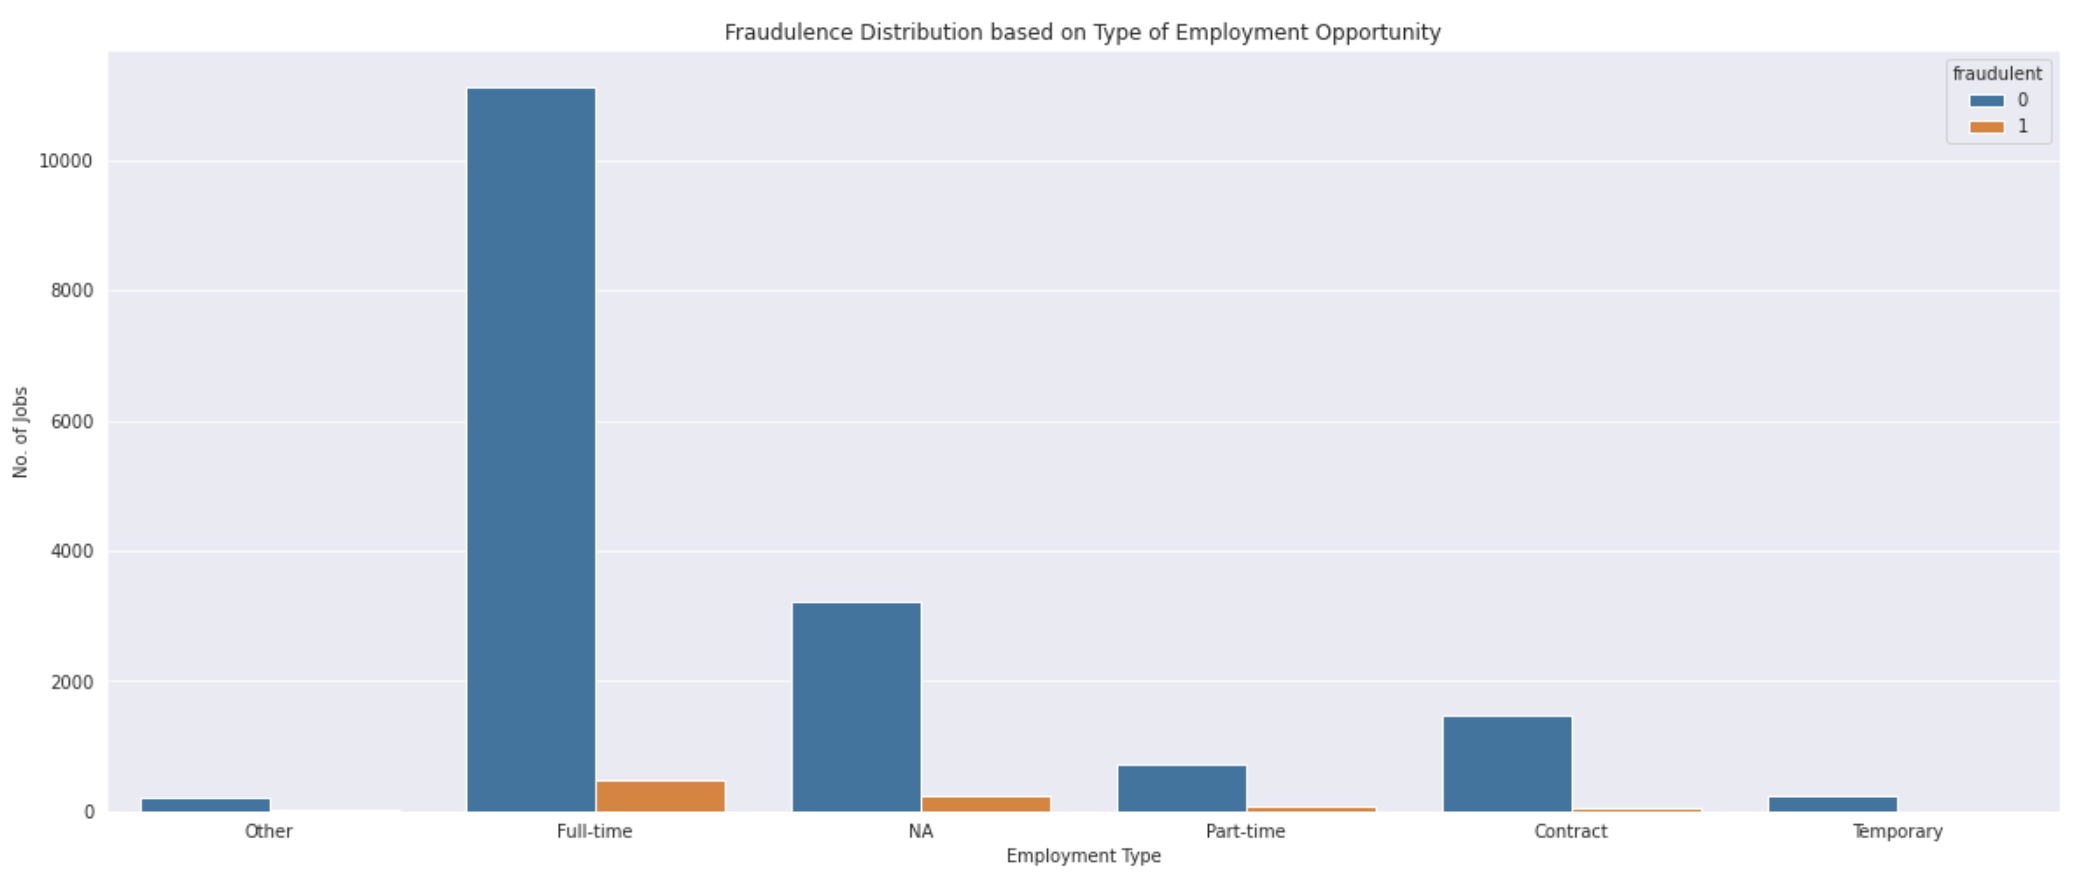 Fraudulence Distribution based on Type of Employment Opportunity
fraudulent
0
1
10000
8000
6000
4000
2000
0
No. of Jobs
Other Full-time NA Part-time Contract Temporary
Employment Type